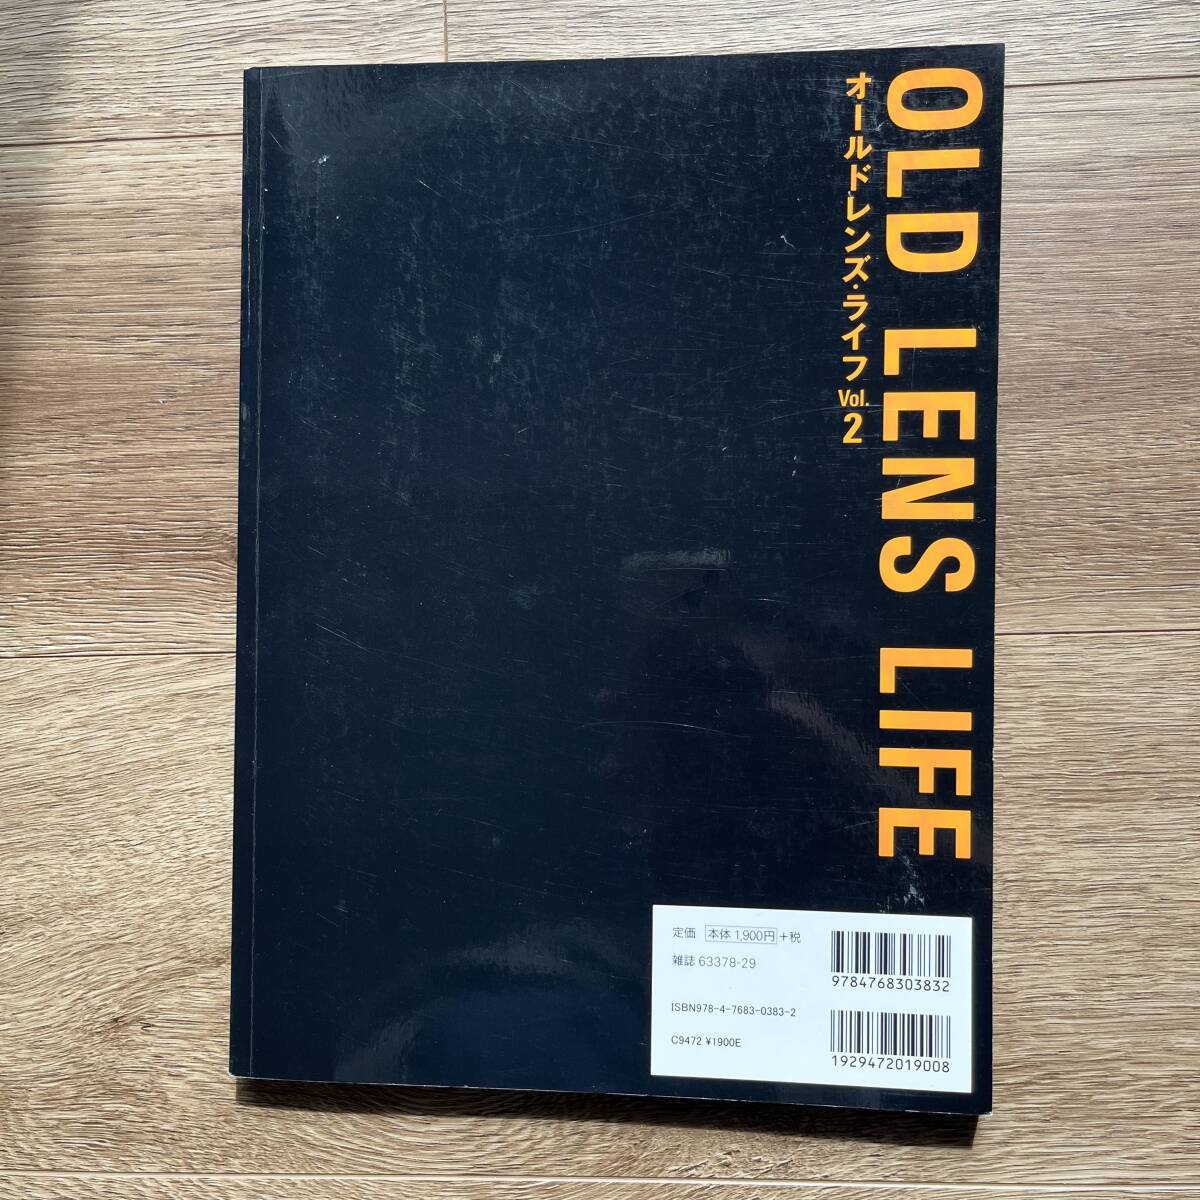 OLD LENS LIFE
オールドレンズ・ライフ Vol. 2
定価 本体1,900円 +税
雑誌 63378-29
ISBN978-4-7683-0383-2
C9472 ¥1900E
9784768303832
1929472019008